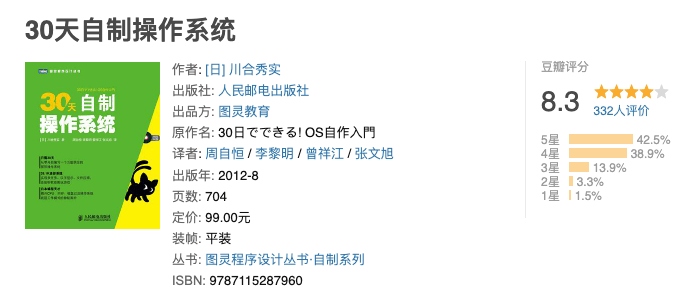 30天自制操作系统
30天 自制
操作系统
作者: [日] 川合秀实
出版社: 人民邮电出版社
出品方: 图灵教育
原作名: 30日でできる! OS自作入門
译者: 周自恒 / 李黎明 / 曾祥江 / 张文旭
出版年: 2012-8
页数: 704
定价: 99.00元
装帧: 平装
丛书: 图灵程序设计丛书·自制系列
ISBN: 9787115287960
豆瓣评分
8.3
332人评价
5星 42.5%
4星 38.9%
3星 13.9%
2星 3.3%
1星 1.5%